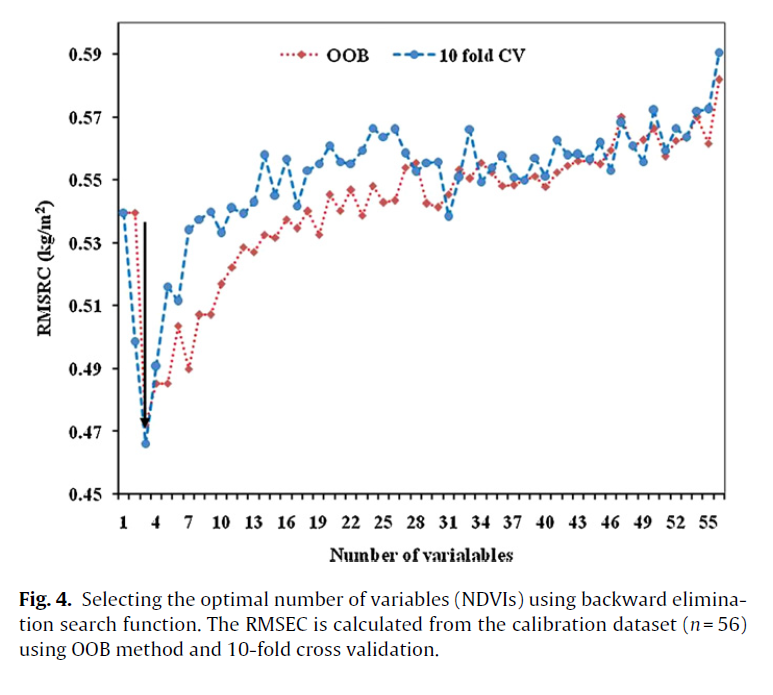 0.59
OOB
10 fold CV
0.57
0.55
0.53
0.51
0.49
0.47
0.45
RMSRC (kg/m²)
1 4 7 10 13 16 19 22 25 28 31 34 37 40 43 46 49 52 55
Number of varialables
Fig. 4. Selecting the optimal number of variables (NDVIs) using backward elimina-
tion search function. The RMSEC is calculated from the calibration dataset (n = 56)
using OOB method and 10-fold cross validation.